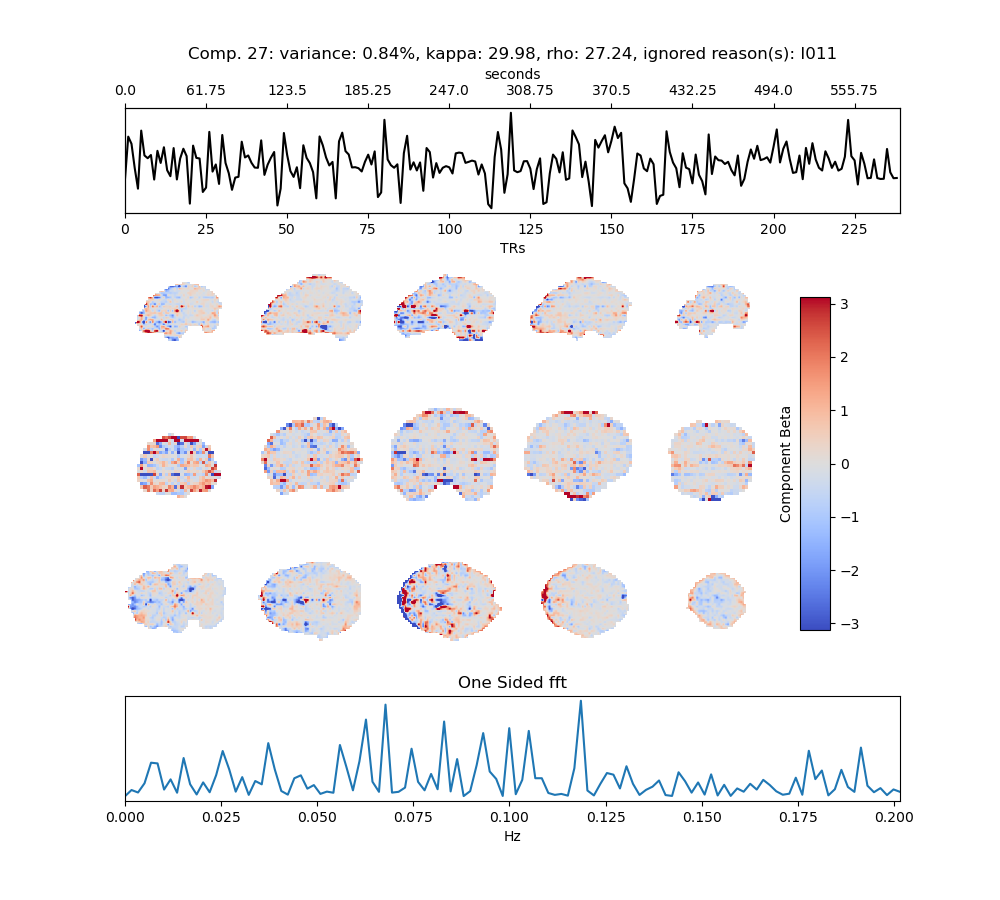 Comp. 27: variance: 0.84%, kappa: 29.98, rho: 27.24, ignored reason(s): I011
seconds
0.0 61.75 123.5 185.25 247.0 308.75 370.5 432.25 494.0 555.75
0 25 50 75 100 125 150 175 200 225
TRs
3
2
1
0
−1
−2
−3
Component Beta
One Sided fft
0.000 0.025 0.050 0.075 0.100 0.125 0.150 0.175 0.200
Hz